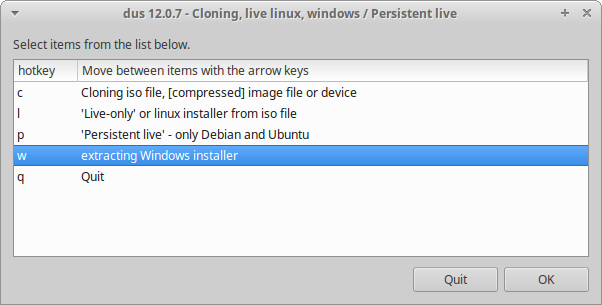 dus 12.0.7 - Cloning, live linux, windows / Persistent live
Select items from the list below.
hotkey Move between items with the arrow keys
c Cloning iso file, [compressed] image file or device
l 'Live-only' or linux installer from iso file
p 'Persistent live' - only Debian and Ubuntu
w extracting Windows installer
q Quit
Quit OK